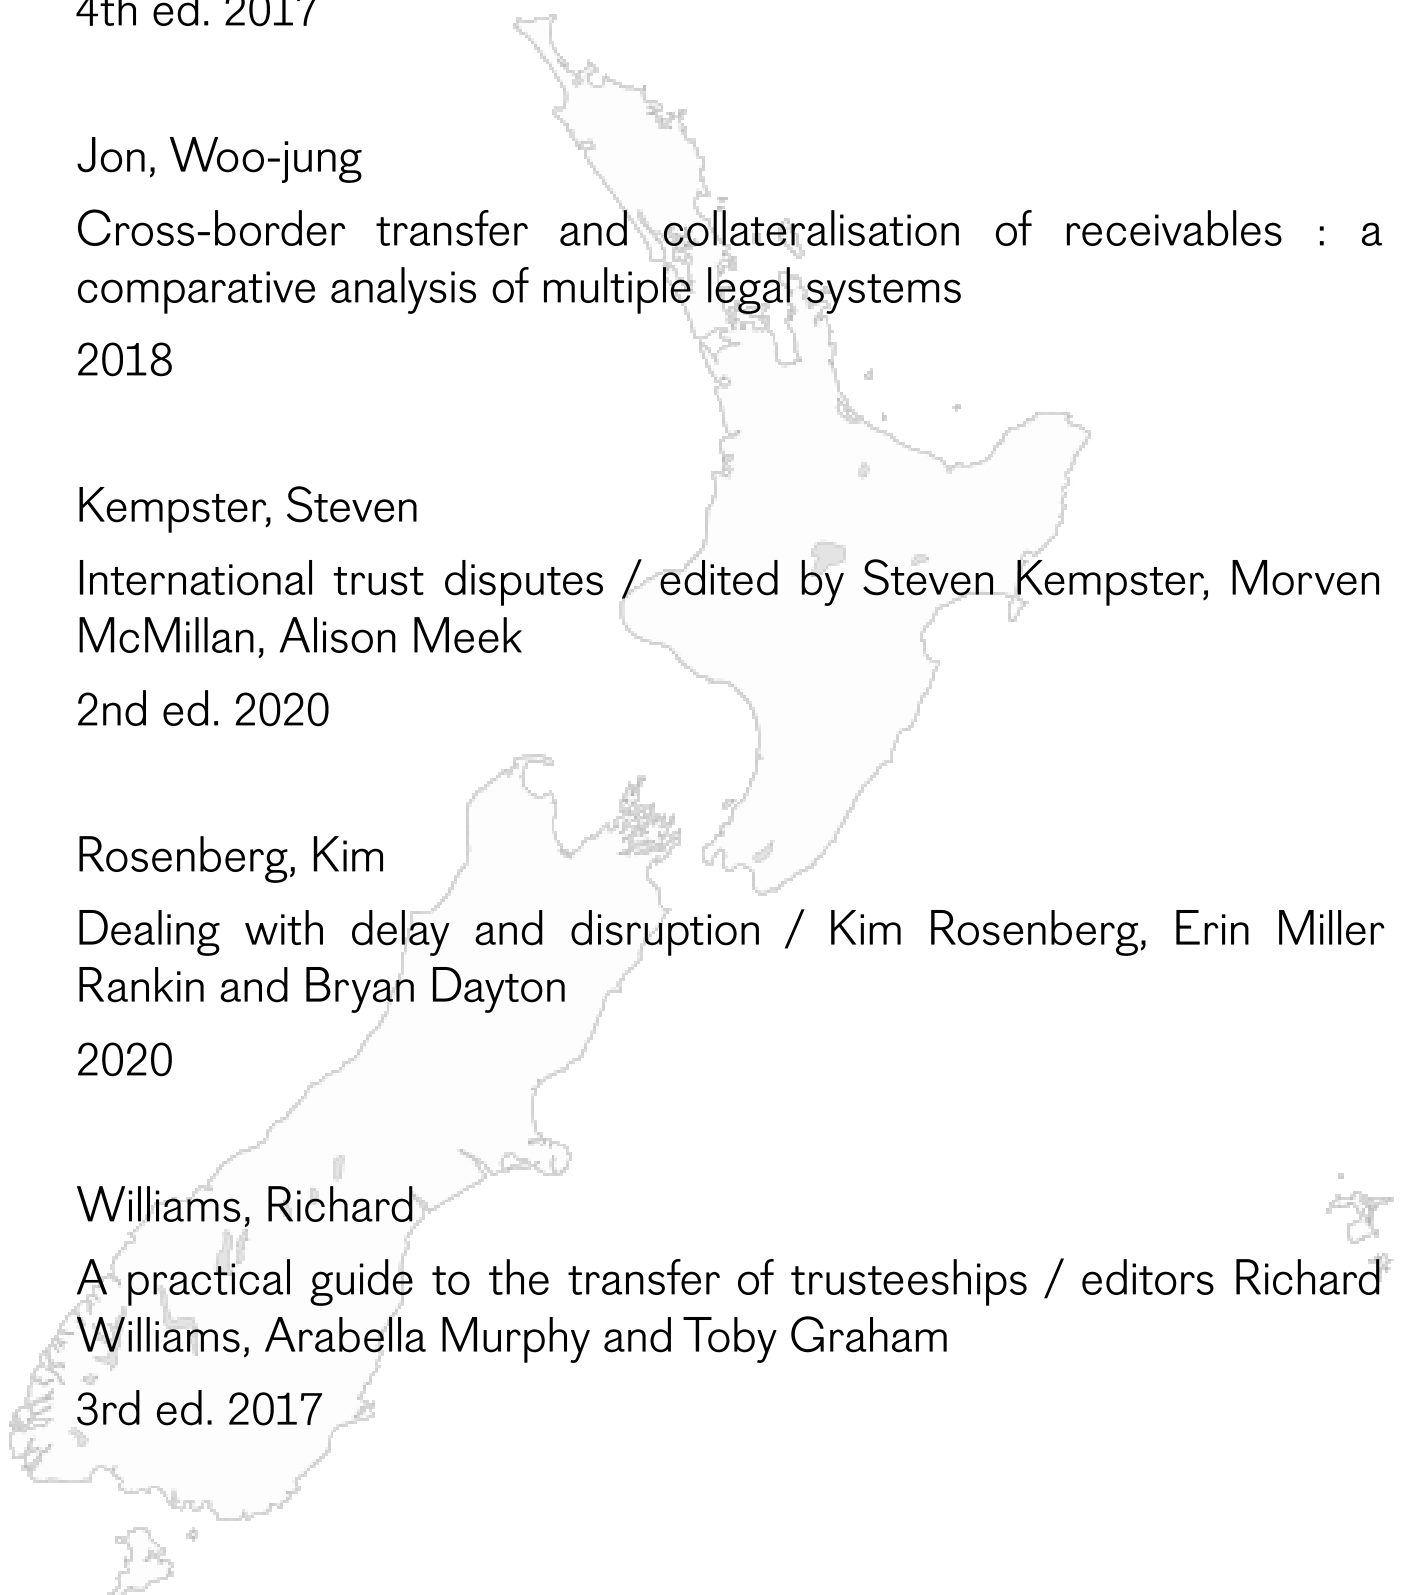 4th ed. 2017
Jon, Woo-jung
Cross-border transfer and collateralisation of receivables : a
comparative analysis of multiple legal systems
2018
Kempster, Steven
International trust disputes / edited by Steven Kempster, Morven
McMillan, Alison Meek
2nd ed. 2020
Rosenberg, Kim
Dealing with delay and disruption / Kim Rosenberg, Erin Miller
Rankin and Bryan Dayton
2020
Williams, Richard
A practical guide to the transfer of trusteeships / editors Richard
Williams, Arabella Murphy and Toby Graham
3rd ed. 2017